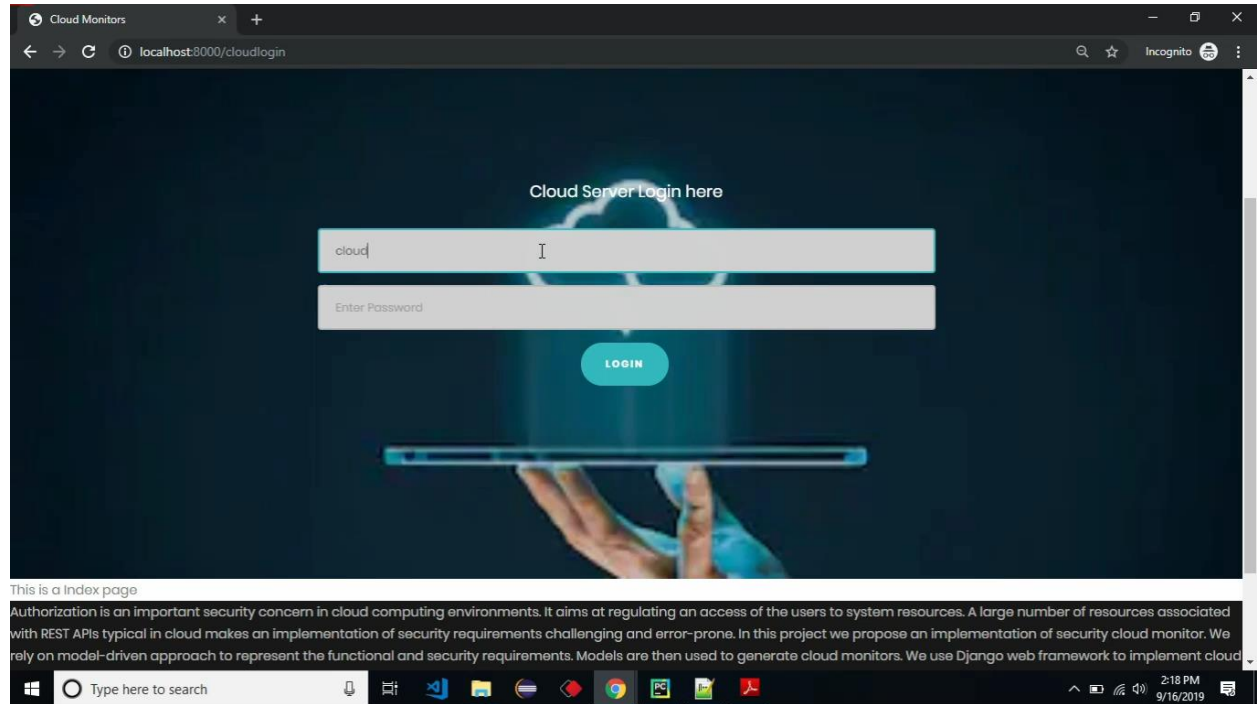 Cloud Monitors
localhost:8000/cloudlogin
Incognito
Cloud Server Login here
cloud
Enter Password
LOGIN
This is a Index page
Authorization is an important security concern in cloud computing environments. It aims at regulating an access of the users to system resources. A large number of resources associated
with REST APIs typical in cloud makes an implementation of security requirements challenging and error-prone. In this project we propose an implementation of security cloud monitor. We
rely on model-driven approach to represent the functional and security requirements. Models are then used to generate cloud monitors. We use Django web framework to implement cloud
Type here to search
PC
2:18 PM
9/16/2019